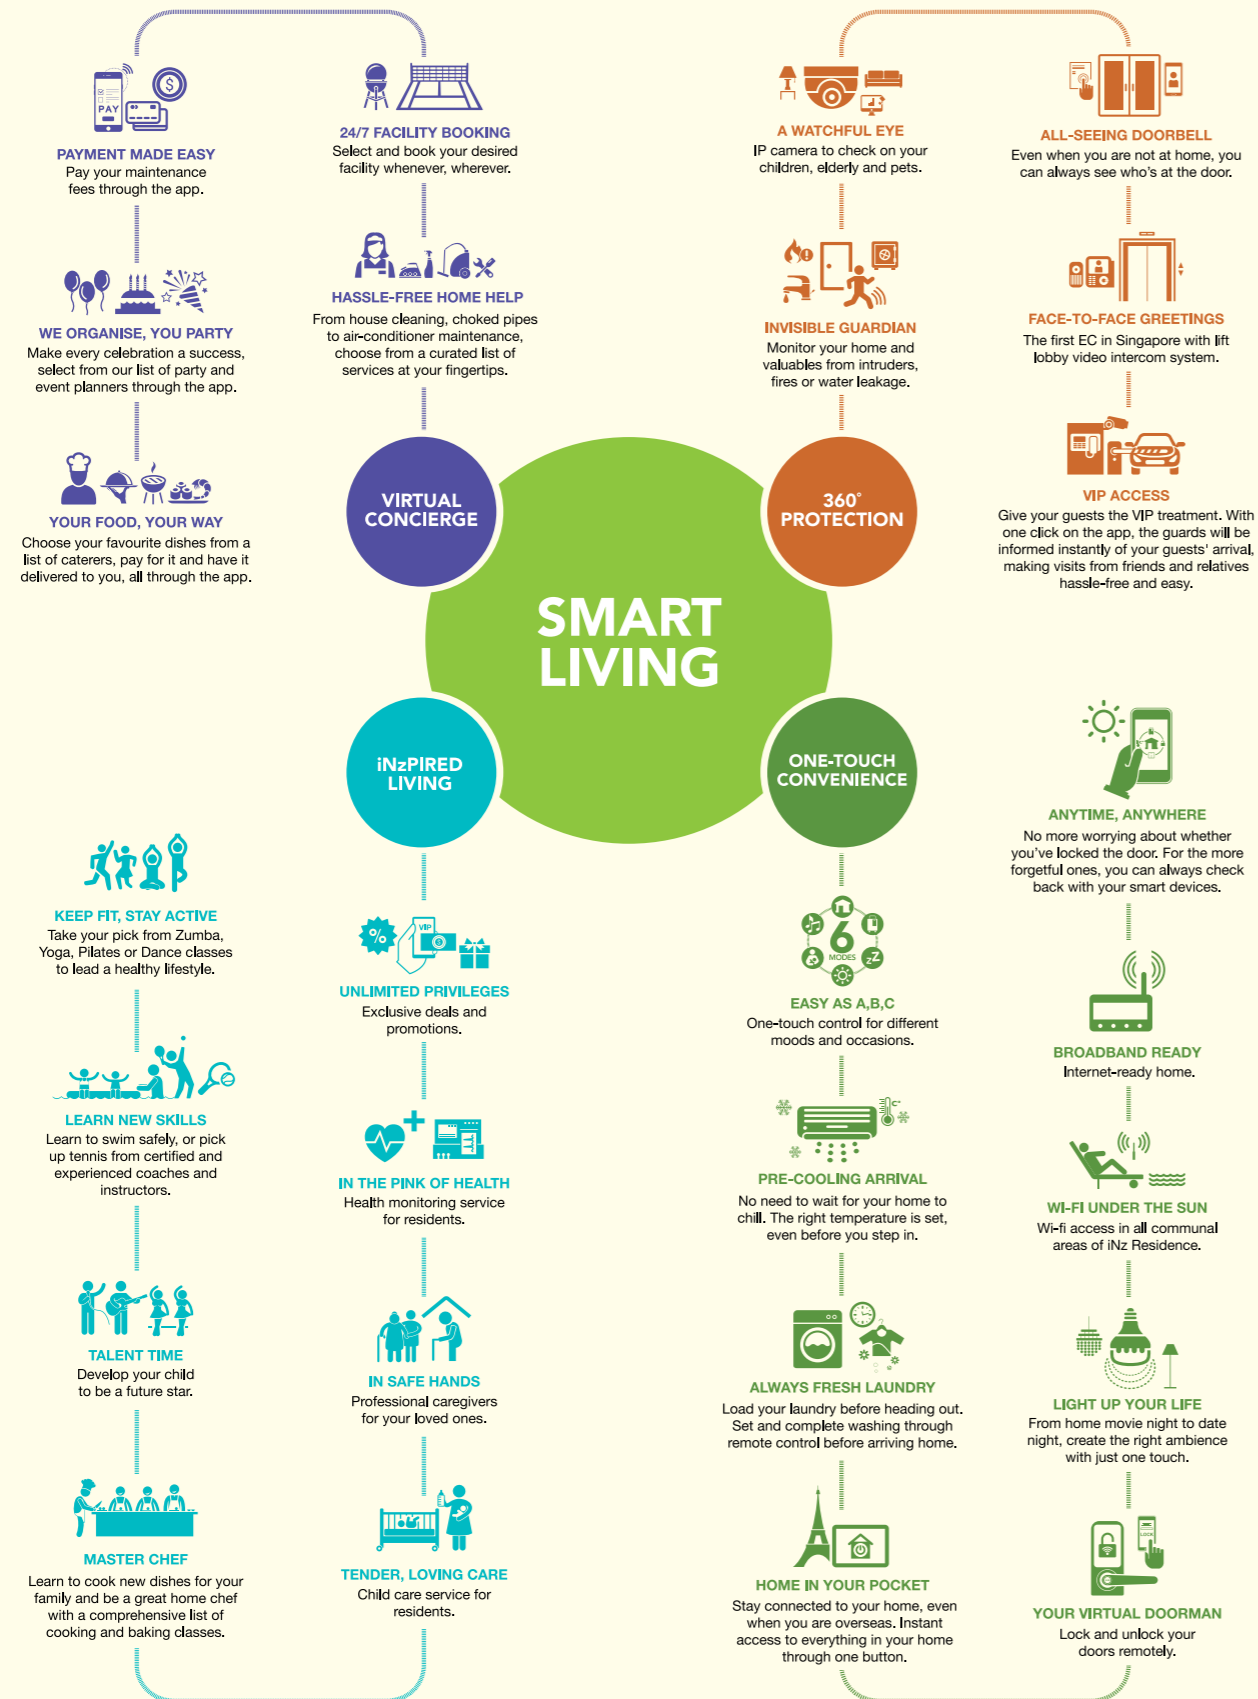 PAY
PAYMENT MADE EASY
Pay your maintenance
fees through the app.
WE ORGANISE, YOU PARTY
Make every celebration a success,
select from our list of party and
event planners through the app.
YOUR FOOD, YOUR WAY
Choose your favourite dishes from a
list of caterers, pay for it and have it
delivered to you, all through the app.
24/7 FACILITY BOOKING
Select and book your desired
facility whenever, wherever.
HASSLE-FREE HOME HELP
From house cleaning, choked pipes
to air-conditioner maintenance,
choose from a curated list of
services at your fingertips.
VIRTUAL
CONCIERGE
A WATCHFUL EYE
IP camera to check on your
children, elderly and pets.
INVISIBLE GUARDIAN
Monitor your home and
valuables from intruders,
fires or water leakage.
360°
PROTECTION
ALL-SEEING DOORBELL
Even when you are not at home, you
can always see who's at the door.
FACE-TO-FACE GREETINGS
The first EC in Singapore with lift
lobby video intercom system.
VIP ACCESS
Give your guests the VIP treatment. With
one click on the app, the guards will be
informed instantly of your guests' arrival,
making visits from friends and relatives
hassle-free and easy.
SMART
LIVING
iNzPIRED
LIVING
KEEP FIT, STAY ACTIVE
Take your pick from Zumba,
Yoga, Pilates or Dance classes
to lead a healthy lifestyle.
LEARN NEW SKILLS
Learn to swim safely, or pick
up tennis from certified and
experienced coaches and
instructors.
TALENT TIME
Develop your child
to be a future star.
MASTER CHEF
Learn to cook new dishes for your
family and be a great home chef
with a comprehensive list of
cooking and baking classes.
%
VIP
UNLIMITED PRIVILEGES
Exclusive deals and
promotions.
IN THE PINK OF HEALTH
Health monitoring service
for residents.
IN SAFE HANDS
Professional caregivers
for your loved ones.
TENDER, LOVING CARE
Child care service for
residents.
ONE-TOUCH
CONVENIENCE
6
MODES
zZ
EASY AS A,B,C
One-touch control for different
moods and occasions.
C°
PRE-COOLING ARRIVAL
No need to wait for your home to
chill. The right temperature is set,
even before you step in.
ALWAYS FRESH LAUNDRY
Load your laundry before heading out.
Set and complete washing through
remote control before arriving home.
HOME IN YOUR POCKET
Stay connected to your home, even
when you are overseas. Instant
access to everything in your home
through one button.
ANYTIME, ANYWHERE
No more worrying about whether
you've locked the door. For the more
forgetful ones, you can always check
back with your smart devices.
BROADBAND READY
Internet-ready home.
WI-FI UNDER THE SUN
Wi-fi access in all communal
areas of iNz Residence.
LIGHT UP YOUR LIFE
From home movie night to date
night, create the right ambience
with just one touch.
LOCK
YOUR VIRTUAL DOORMAN
Lock and unlock your
doors remotely.